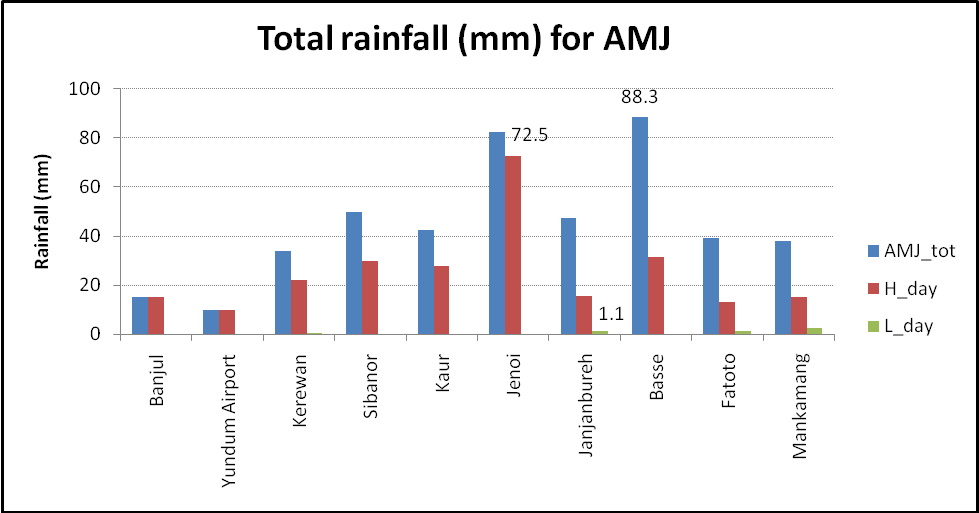 Total rainfall (mm) for AMJ
Rainfall (mm)
100
80
60
40
20
0
72.5
1.1
88.3
Banjul
Yundum Airport
Kerewan
Sibanor
Kaur
Jenoi
Janjanbureh
Basse
Fatoto
Mankamang
AMJ_tot
H_day
L_day